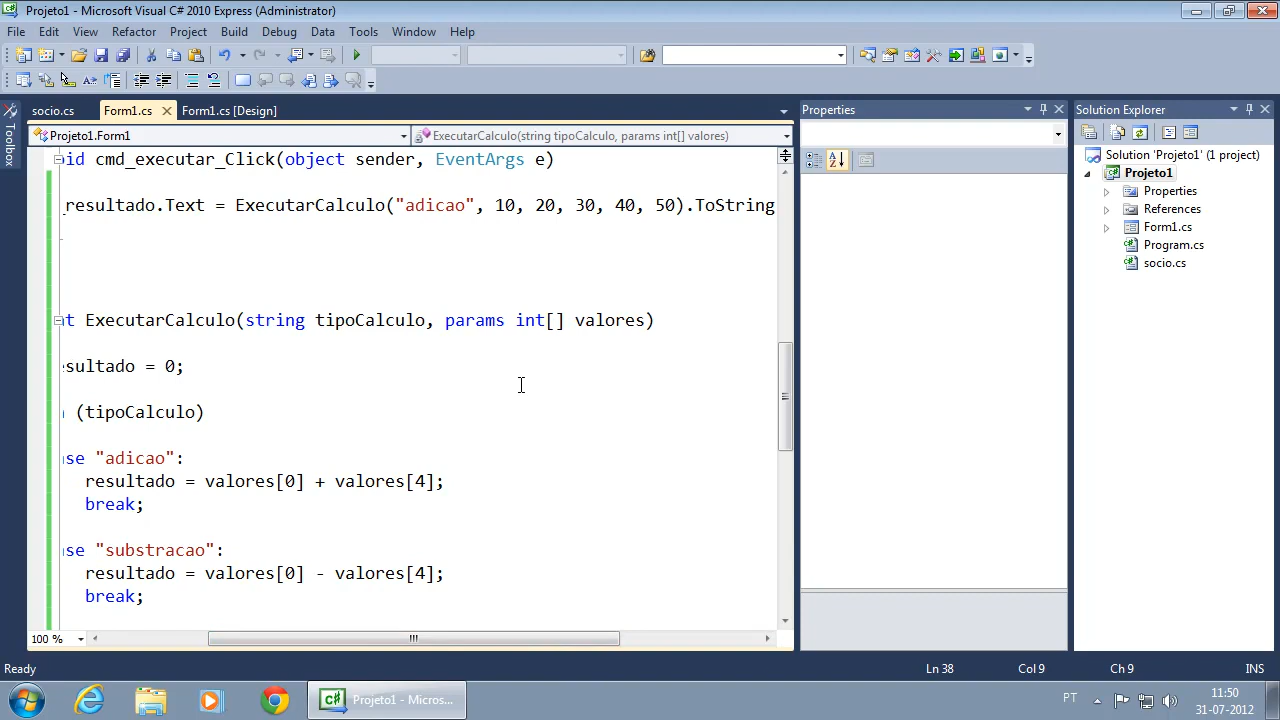 Projeto1 - Microsoft Visual C# 2010 Express (Administrator)
File Edit View Refactor Project Build Debug Data Tools Window Help
socio.cs Form1.cs Form1.cs [Design]
Projeto1.Form1
ExecutarCalculo(string tipoCalculo, params int[] valores)
id cmd_executar_Click(object sender, EventArgs e)
_resultado.Text = ExecutarCalculo("adicao", 10, 20, 30, 40, 50).ToString
t ExecutarCalculo(string tipoCalculo, params int[] valores)
esultado = 0;
(tipoCalculo)
ase "adicao":
resultado = valores[0] + valores[4];
break;
ase "substracao":
resultado = valores[0] - valores[4];
break;
100 %
Toolbox
Properties
Solution Explorer
Solution 'Projeto1' (1 project)
Projeto1
Properties
References
Form1.cs
Program.cs
socio.cs
Ready
Ln 38 Col 9 Ch 9 INS
Projeto1 - Micros...
PT
11:50
31-07-2012